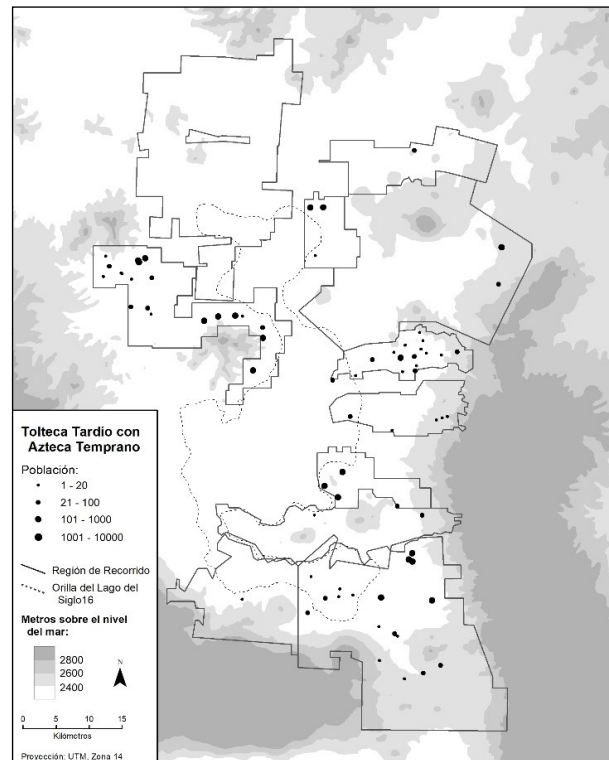 Tolteca Tardio con
Azteca Temprano
Población:
1 - 20
21 - 100
101 - 1000
1001 - 10000
Región de Recorrido
Orilla del Lago del
Siglo16
Metros sobre el nivel
del mar:
N
2800
2600
2400
0 5 10 15
Kilómetros
Proyección: UTM, Zona 14